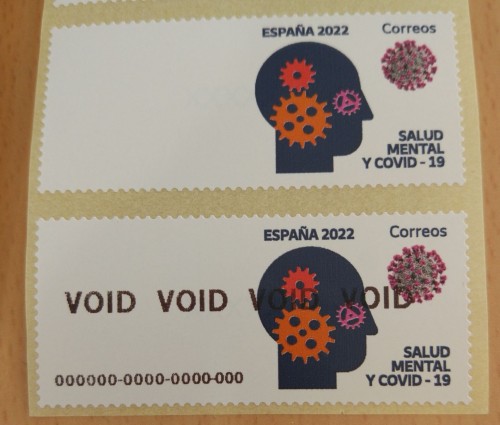 ESPAÑA 2022 Correos
SALUD
MENTAL
Y COVID - 19
ESPAÑA 2022 Correos
VOID VOID VOID VOID
SALUD
MENTAL
Y COVID - 19
000000-0000-0000-000